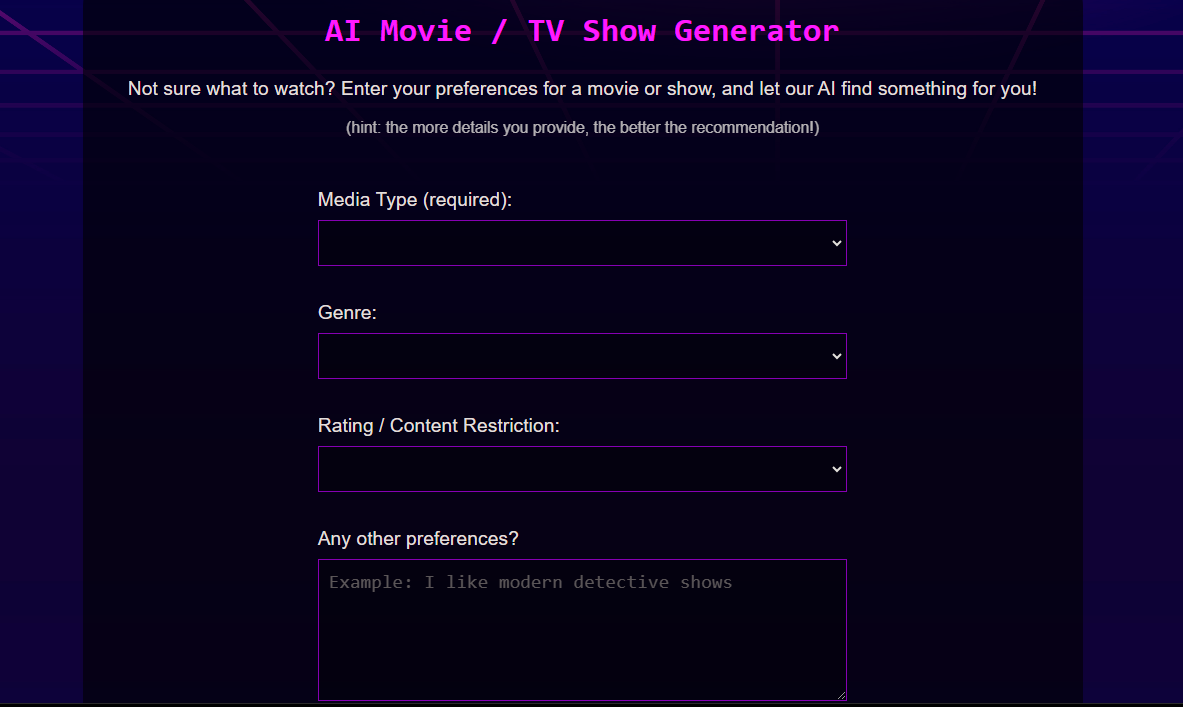 AI Movie / TV Show Generator
Not sure what to watch? Enter your preferences for a movie or show, and let our AI find something for you!
(hint: the more details you provide, the better the recommendation!)
Media Type (required):
Genre:
Rating / Content Restriction:
Any other preferences?
Example: I like modern detective shows